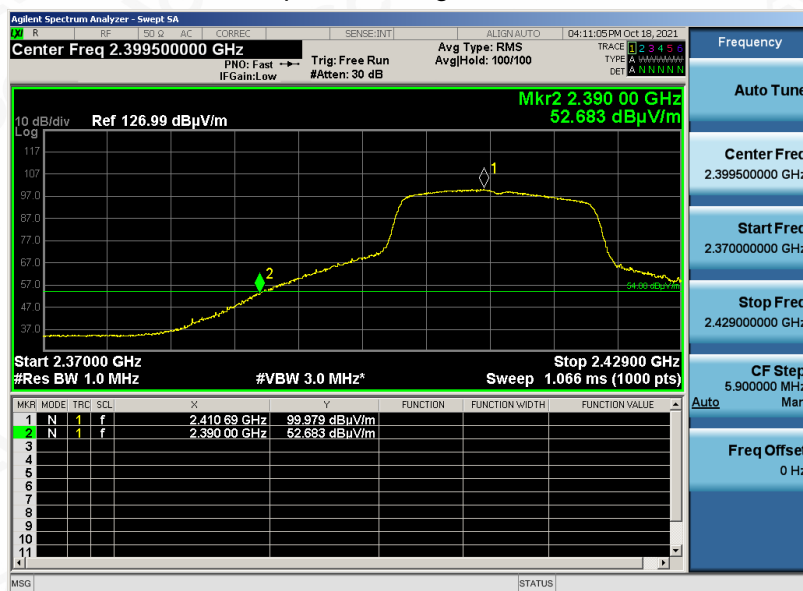 Agilent Spectrum Analyzer - Swept SA
LXI R RF 50 Ω AC CORREC SENSE:INT ALIGN AUTO 04:11:05 PM Oct 18, 2021
Center Freq 2.399500000 GHz
PNO: Fast
IFGain:Low
Trig: Free Run
#Atten: 30 dB
Avg Type: RMS
Avg|Hold: 100/100
TRACE 1 2 3 4 5 6
TYPE A WWWWW
DET A N N N N N
Mkr2 2.390 00 GHz
52.683 dBµV/m
10 dB/div Ref 126.99 dBµV/m
Log
117
107
97.0
87.0
77.0
67.0
57.0
47.0
37.0
1
2
54.00 dBµV/m
Start 2.37000 GHz Stop 2.42900 GHz
#Res BW 1.0 MHz #VBW 3.0 MHz* Sweep 1.066 ms (1000 pts)
MKR MODE TRC SCL X Y FUNCTION FUNCTION WIDTH FUNCTION VALUE
1 N 1 f 2.410 69 GHz 99.979 dBµV/m
2 N 1 f 2.390 00 GHz 52.683 dBµV/m
3
4
5
6
7
8
9
10
11
MSG STATUS
Frequency
Auto Tune
Center Freq
2.399500000 GHz
Start Freq
2.370000000 GHz
Stop Freq
2.429000000 GHz
CF Step
5.900000 MHz
Auto Man
Freq Offset
0 Hz